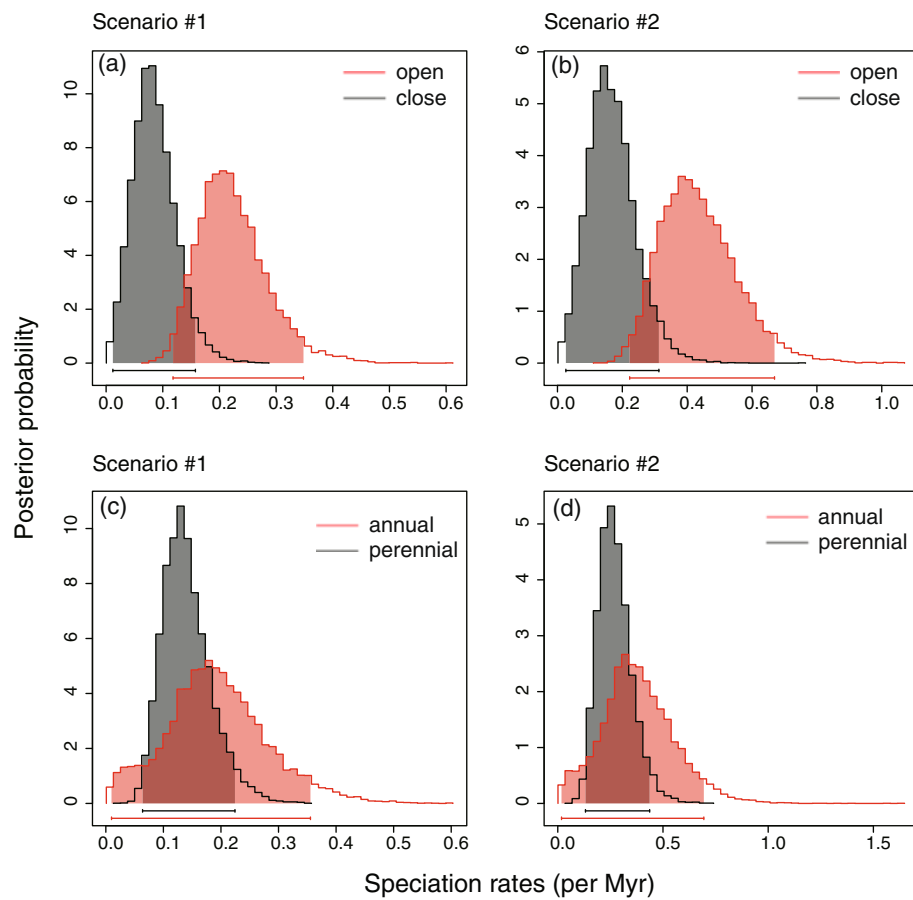 Scenario #1
Scenario #2
(a)
open
close
0 2 4 6 8 10
0.0 0.1 0.2 0.3 0.4 0.5 0.6
(b)
open
close
0 1 2 3 4 5 6
0.0 0.2 0.4 0.6 0.8 1.0
Posterior probability
Scenario #1
Scenario #2
(c)
annual
perennial
0 2 4 6 8 10
0.0 0.1 0.2 0.3 0.4 0.5 0.6
(d)
annual
perennial
0 1 2 3 4 5
0.0 0.5 1.0 1.5
Speciation rates (per Myr)